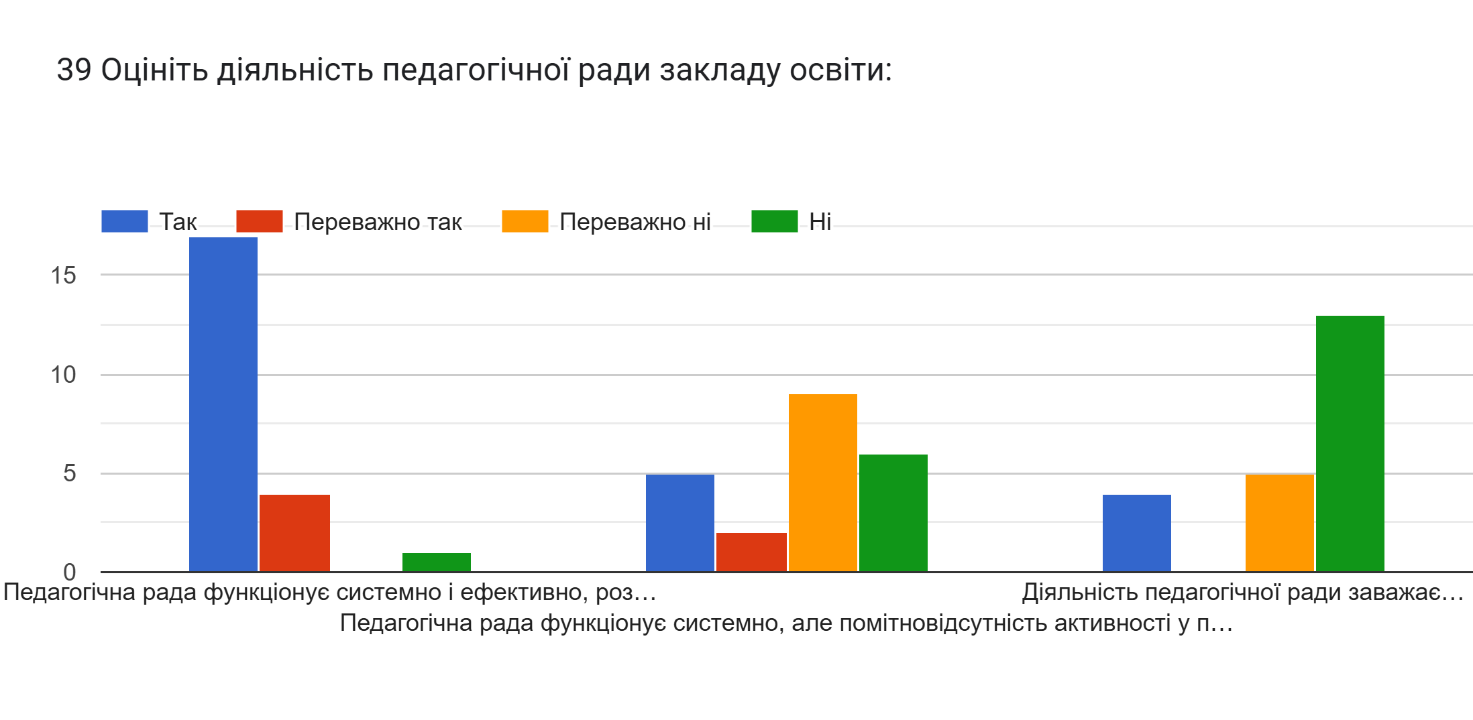 39 Оцініть діяльність педагогічної ради закладу освіти:
Так Переважно так Переважно ні Ні
15
10
5
0
Педагогічна рада функціонує системно і ефективно, роз… Діяльність педагогічної ради заважає…
Педагогічна рада функціонує системно, але помітновідсутність активності у п…